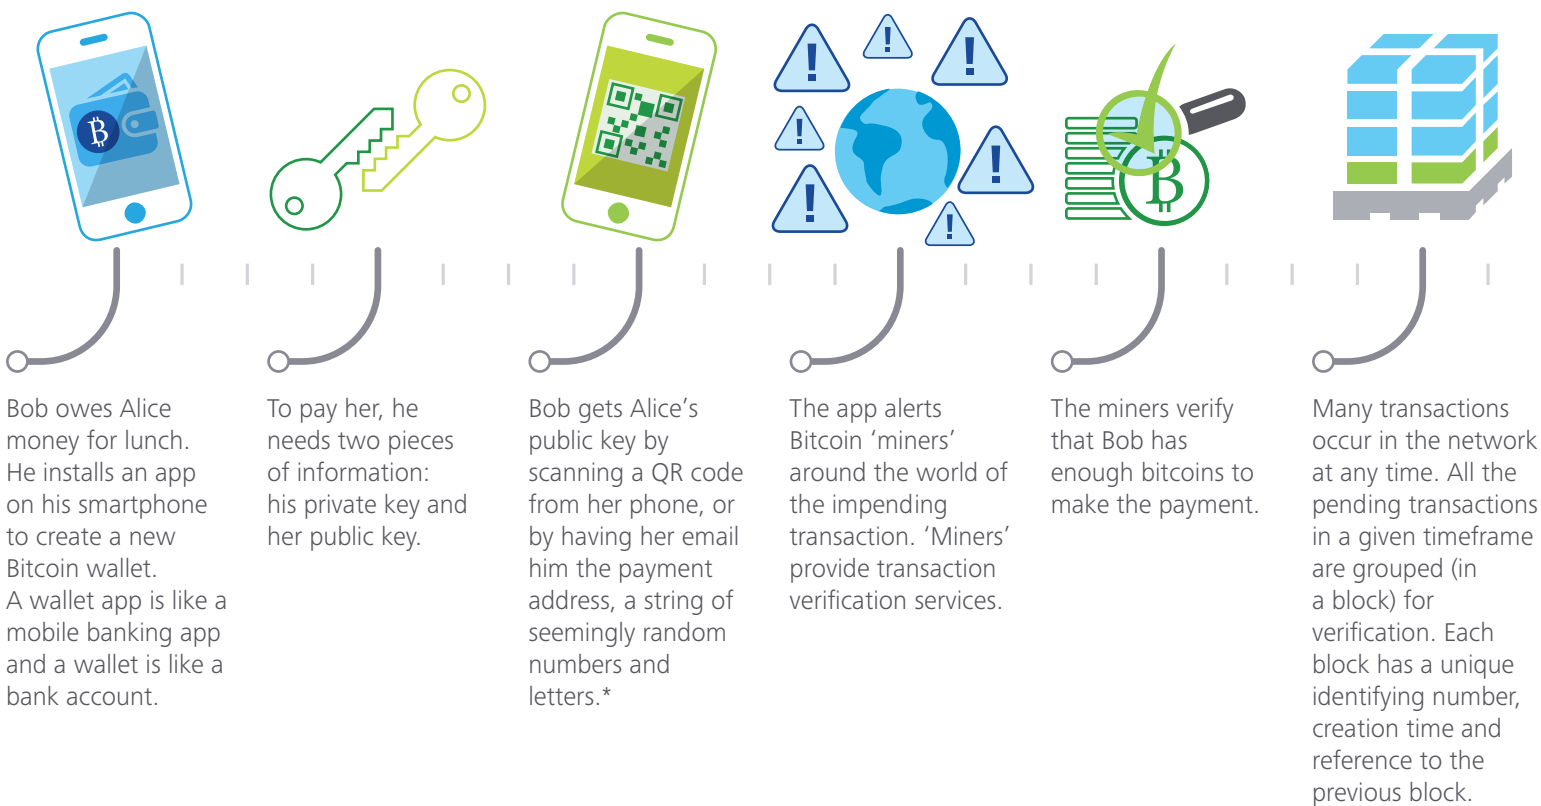 Bob owes Alice
money for lunch.
He installs an app
on his smartphone
to create a new
Bitcoin wallet.
A wallet app is like a
mobile banking app
and a wallet is like a
bank account.
To pay her, he
needs two pieces
of information:
his private key and
her public key.
Bob gets Alice’s
public key by
scanning a QR code
from her phone, or
by having her email
him the payment
address, a string of
seemingly random
numbers and
letters.*
The app alerts
Bitcoin ‘miners’
around the world of
the impending
transaction. ‘Miners’
provide transaction
verification services.
The miners verify
that Bob has
enough bitcoins to
make the payment.
Many transactions
occur in the network
at any time. All the
pending transactions
in a given timeframe
are grouped (in
a block) for
verification. Each
block has a unique
identifying number,
creation time and
reference to the
previous block.